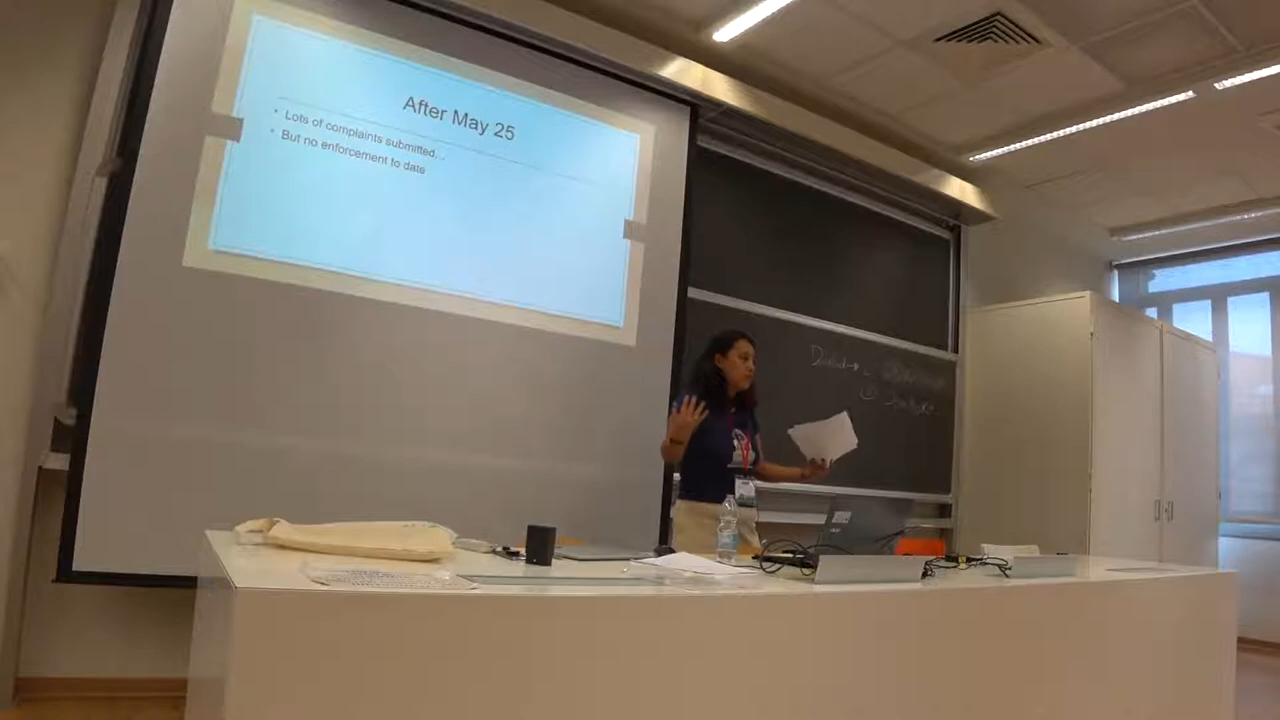 After May 25
• Lots of complaints submitted…
• But no enforcement to date